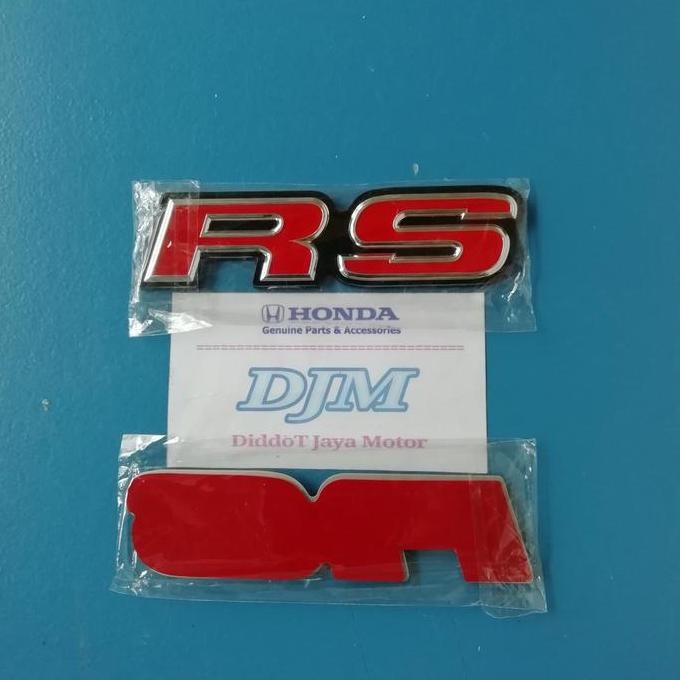 RS
HONDA
Genuine Parts & Accessories
DJM
DiddoT Jaya Motor